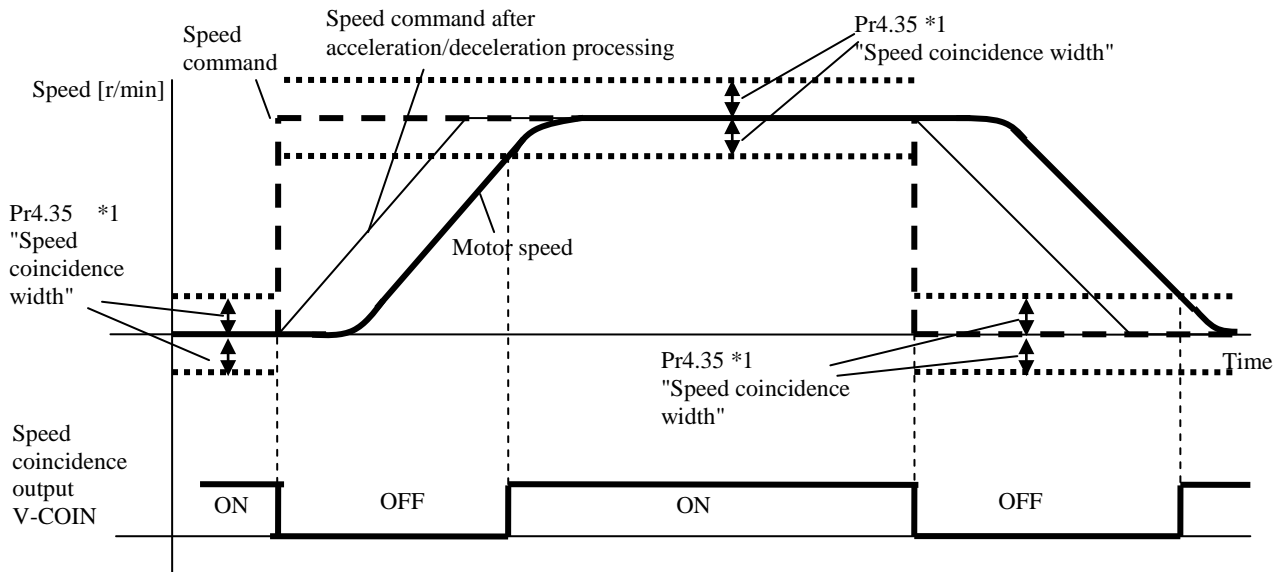 Speed command after
acceleration/deceleration processing
Pr4.35 *1
"Speed coincidence width"
Speed
command
Speed [r/min]
Pr4.35 *1
"Speed
coincidence
width"
Motor speed
Pr4.35 *1
"Speed coincidence
width"
Time
Speed
coincidence
output
V-COIN
ON
OFF
ON
OFF